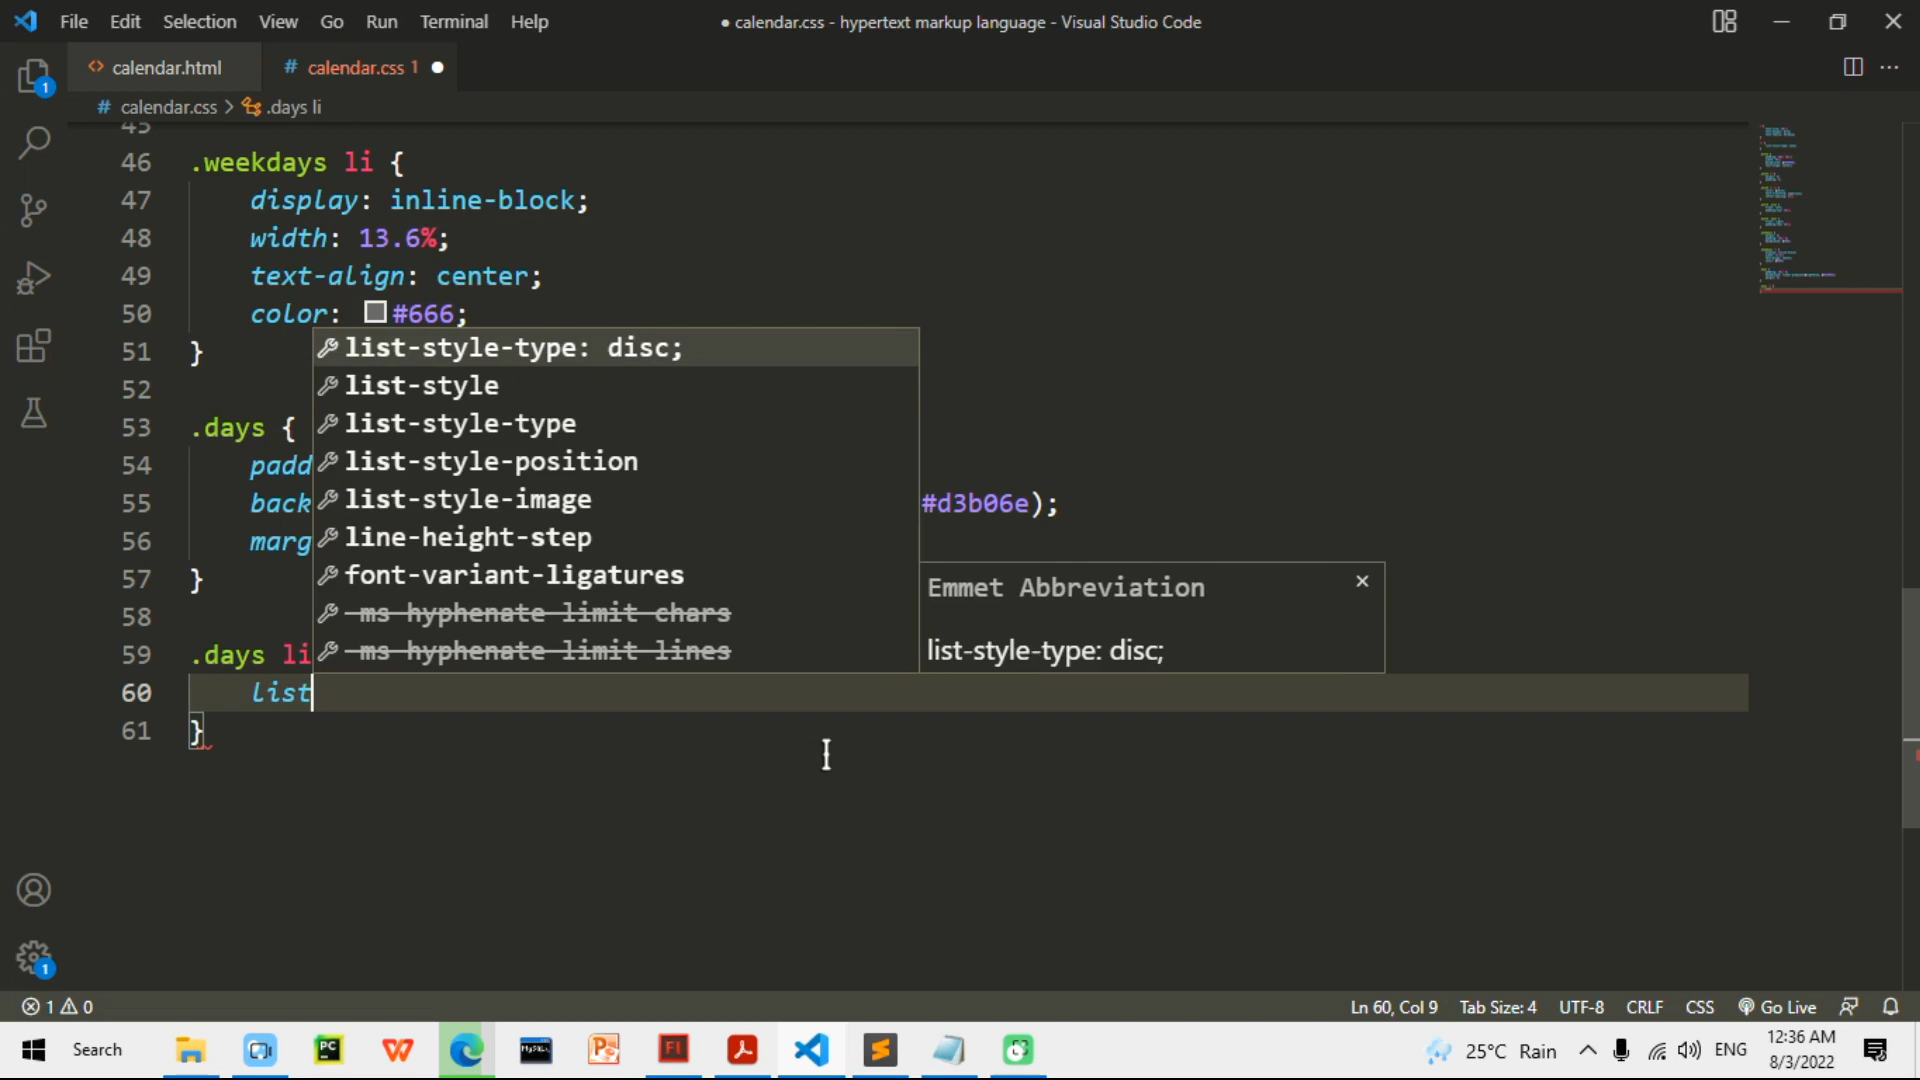 File Edit Selection View Go Run Terminal Help ● calendar.css - hypertext markup language - Visual Studio Code
1 <> calendar.html # calendar.css 1 ●
# calendar.css > .days li
45
46 .weekdays li {
47 display: inline-block;
48 width: 13.6%;
49 text-align: center;
50 color: #666;
51 }
list-style-type: disc;
52
list-style
53 .days {
list-style-type
54 padd
list-style-position
55 back
list-style-image
#d3b06e);
56 marg
line-height-step
57 }
font-variant-ligatures
58
-ms-hyphenate-limit-chars
59 .days li
-ms-hyphenate-limit-lines
Emmet Abbreviation ×
list-style-type: disc;
60 list
61 }
1
1 0 Ln 60, Col 9 Tab Size: 4 UTF-8 CRLF CSS Go Live
Search PC W MySQL P Fl S 25°C Rain ENG 12:36 AM
8/3/2022